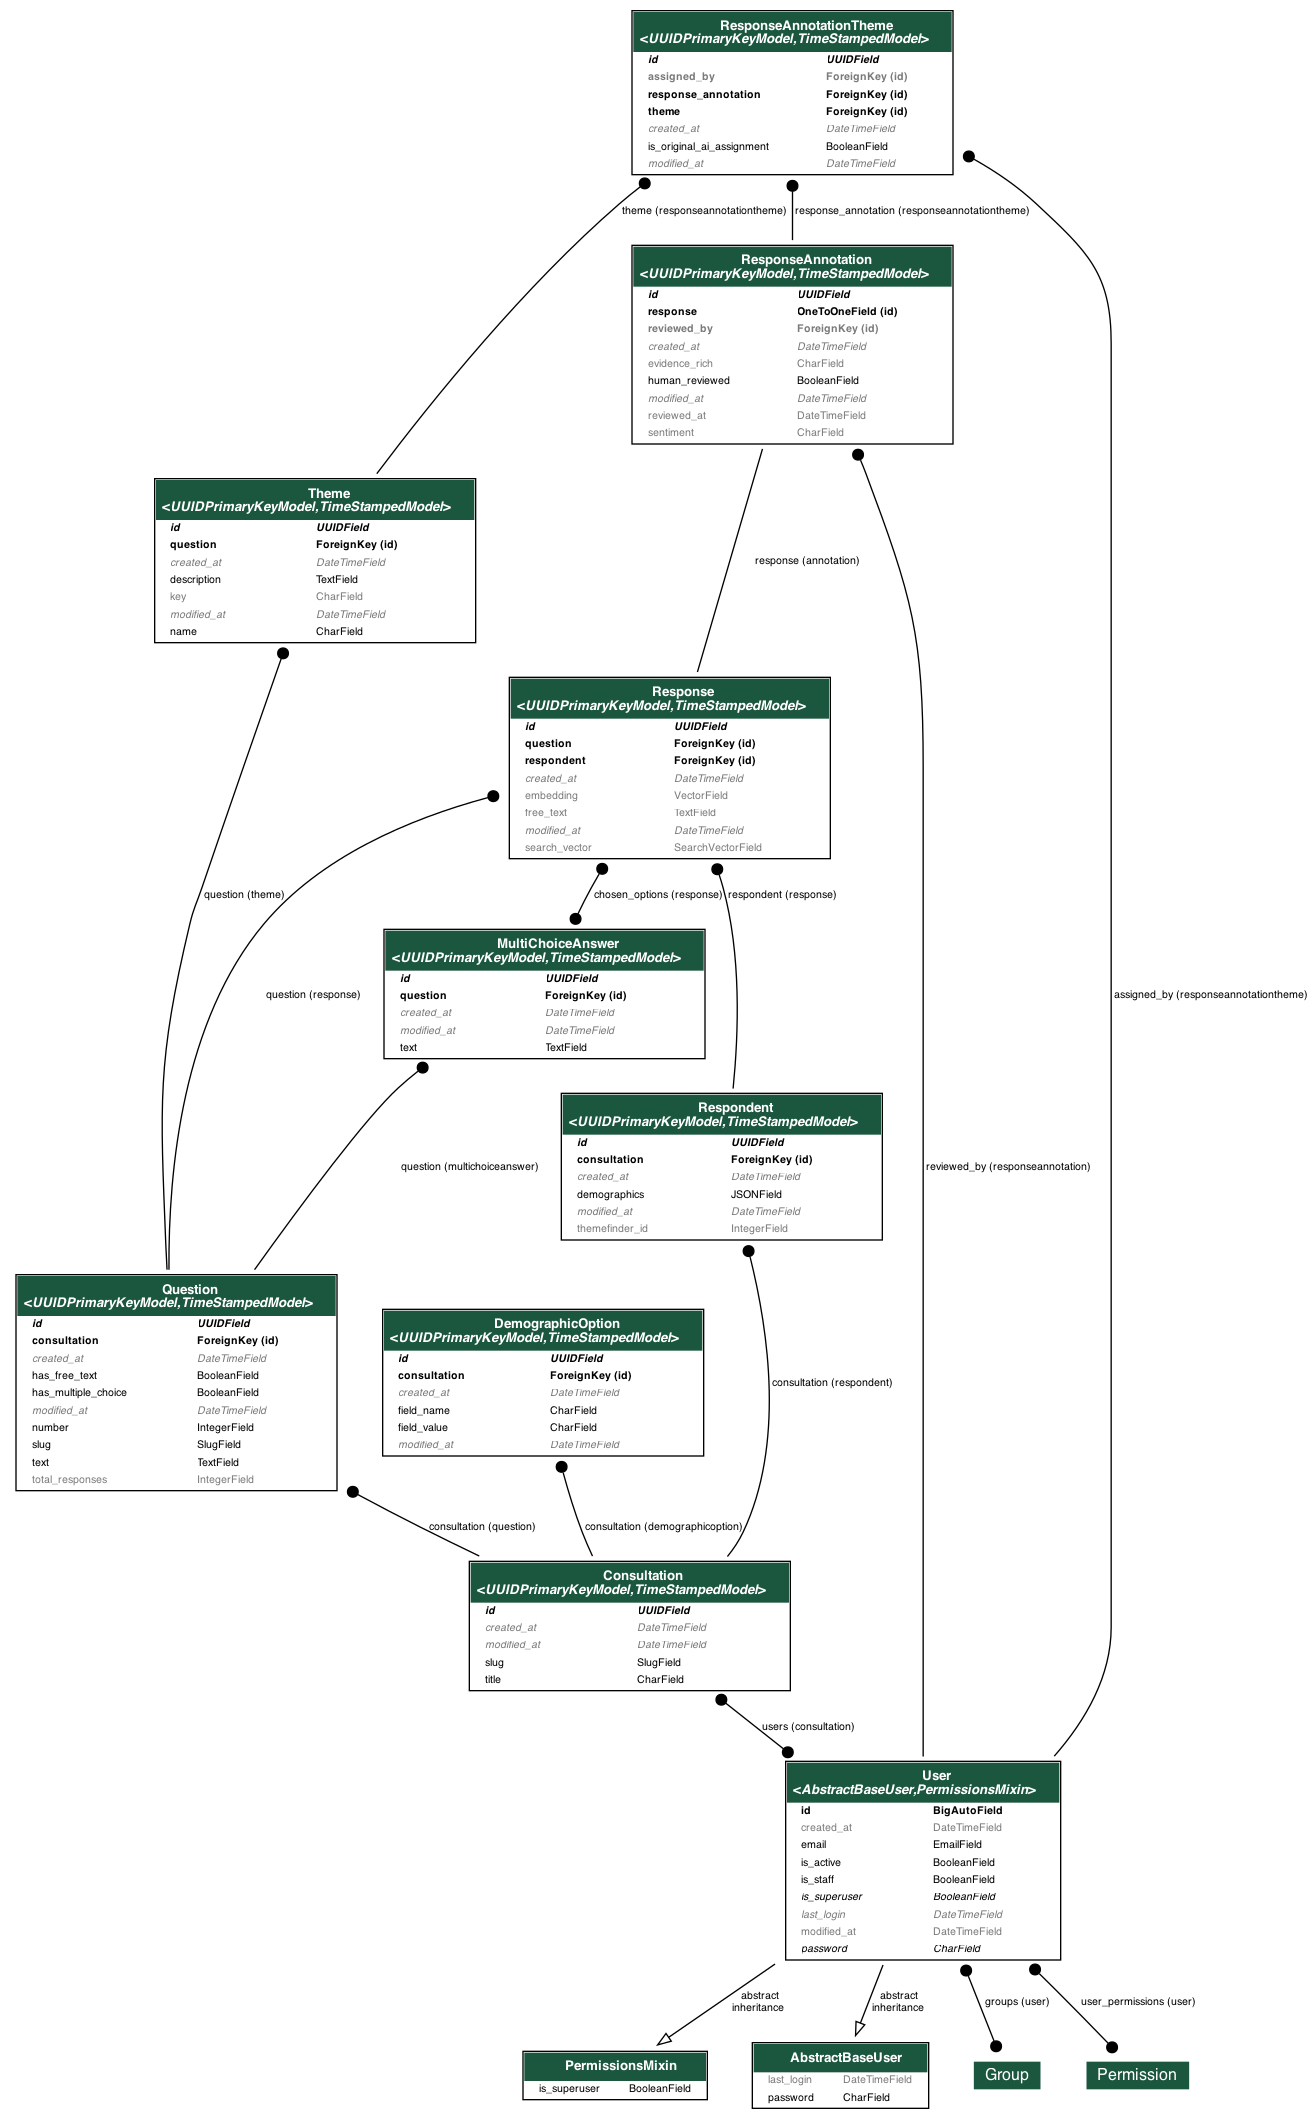 ResponseAnnotationTheme
<UUIDPrimaryKeyModel,TimeStampedModel>
id UUIDField
assigned_by ForeignKey (id)
response_annotation ForeignKey (id)
theme ForeignKey (id)
created_at DateTimeField
is_original_ai_assignment BooleanField
modified_at DateTimeField
theme (responseannotationtheme)
response_annotation (responseannotationtheme)
ResponseAnnotation
<UUIDPrimaryKeyModel,TimeStampedModel>
id UUIDField
response OneToOneField (id)
reviewed_by ForeignKey (id)
created_at DateTimeField
evidence_rich CharField
human_reviewed BooleanField
modified_at DateTimeField
reviewed_at DateTimeField
sentiment CharField
Theme
<UUIDPrimaryKeyModel,TimeStampedModel>
id UUIDField
question ForeignKey (id)
created_at DateTimeField
description TextField
key CharField
modified_at DateTimeField
name CharField
response (annotation)
Response
<UUIDPrimaryKeyModel,TimeStampedModel>
id UUIDField
question ForeignKey (id)
respondent ForeignKey (id)
created_at DateTimeField
embedding VectorField
free_text TextField
modified_at DateTimeField
search_vector SearchVectorField
question (theme)
chosen_options (response)
respondent (response)
MultiChoiceAnswer
<UUIDPrimaryKeyModel,TimeStampedModel>
id UUIDField
question ForeignKey (id)
created_at DateTimeField
modified_at DateTimeField
text TextField
question (response)
assigned_by (responseannotationtheme)
Respondent
<UUIDPrimaryKeyModel,TimeStampedModel>
id UUIDField
consultation ForeignKey (id)
created_at DateTimeField
demographics JSONField
modified_at DateTimeField
themefinder_id IntegerField
question (multichoiceanswer)
reviewed_by (responseannotation)
Question
<UUIDPrimaryKeyModel,TimeStampedModel>
id UUIDField
consultation ForeignKey (id)
created_at DateTimeField
has_free_text BooleanField
has_multiple_choice BooleanField
modified_at DateTimeField
number IntegerField
slug SlugField
text TextField
total_responses IntegerField
DemographicOption
<UUIDPrimaryKeyModel,TimeStampedModel>
id UUIDField
consultation ForeignKey (id)
created_at DateTimeField
field_name CharField
field_value CharField
modified_at DateTimeField
consultation (respondent)
consultation (question)
consultation (demographicoption)
Consultation
<UUIDPrimaryKeyModel,TimeStampedModel>
id UUIDField
created_at DateTimeField
modified_at DateTimeField
slug SlugField
title CharField
users (consultation)
User
<AbstractBaseUser,PermissionsMixin>
id BigAutoField
created_at DateTimeField
email EmailField
is_active BooleanField
is_staff BooleanField
is_superuser BooleanField
last_login DateTimeField
modified_at DateTimeField
password CharField
abstract
inheritance
abstract
inheritance
groups (user)
user_permissions (user)
PermissionsMixin
is_superuser BooleanField
AbstractBaseUser
last_login DateTimeField
password CharField
Group
Permission